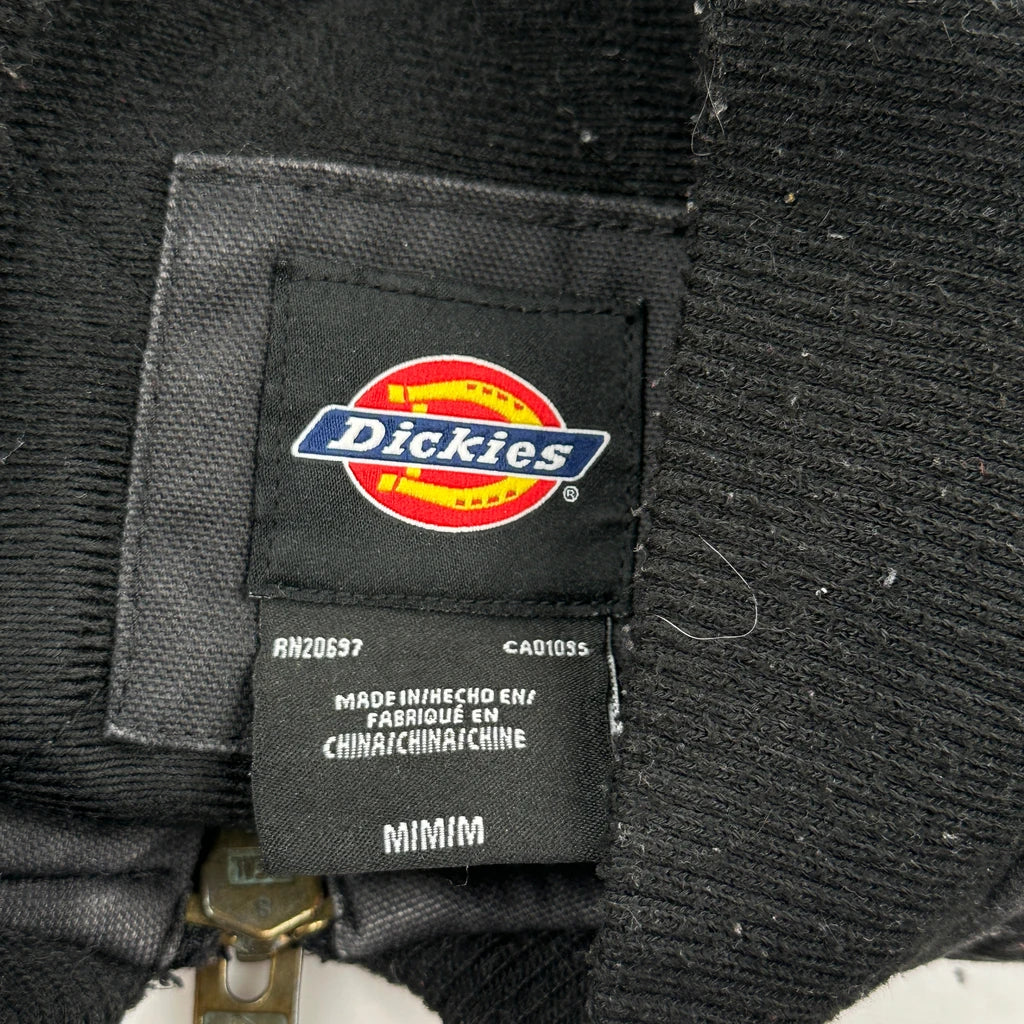 Dickies
®
RN20697 CA01095
MADE IN/HECHO EN/
FABRIQUÉ EN
CHINA/CHINA/CHINE
M/M/M
S